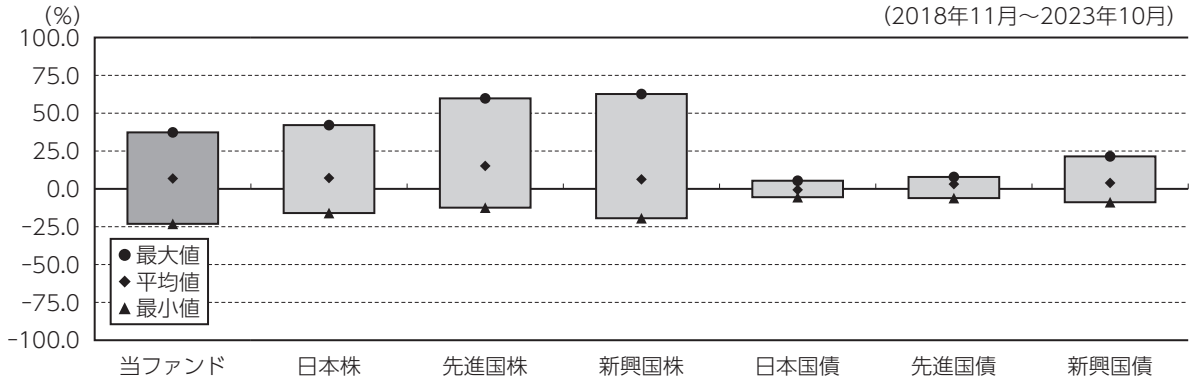 (%)
(2018年11月～2023年10月)
100.0
75.0
50.0
25.0
0.0
-25.0
-50.0
-75.0
-100.0
●最大値
◆平均値
▲最小値
当ファンド 日本株 先進国株 新興国株 日本国債 先進国債 新興国債